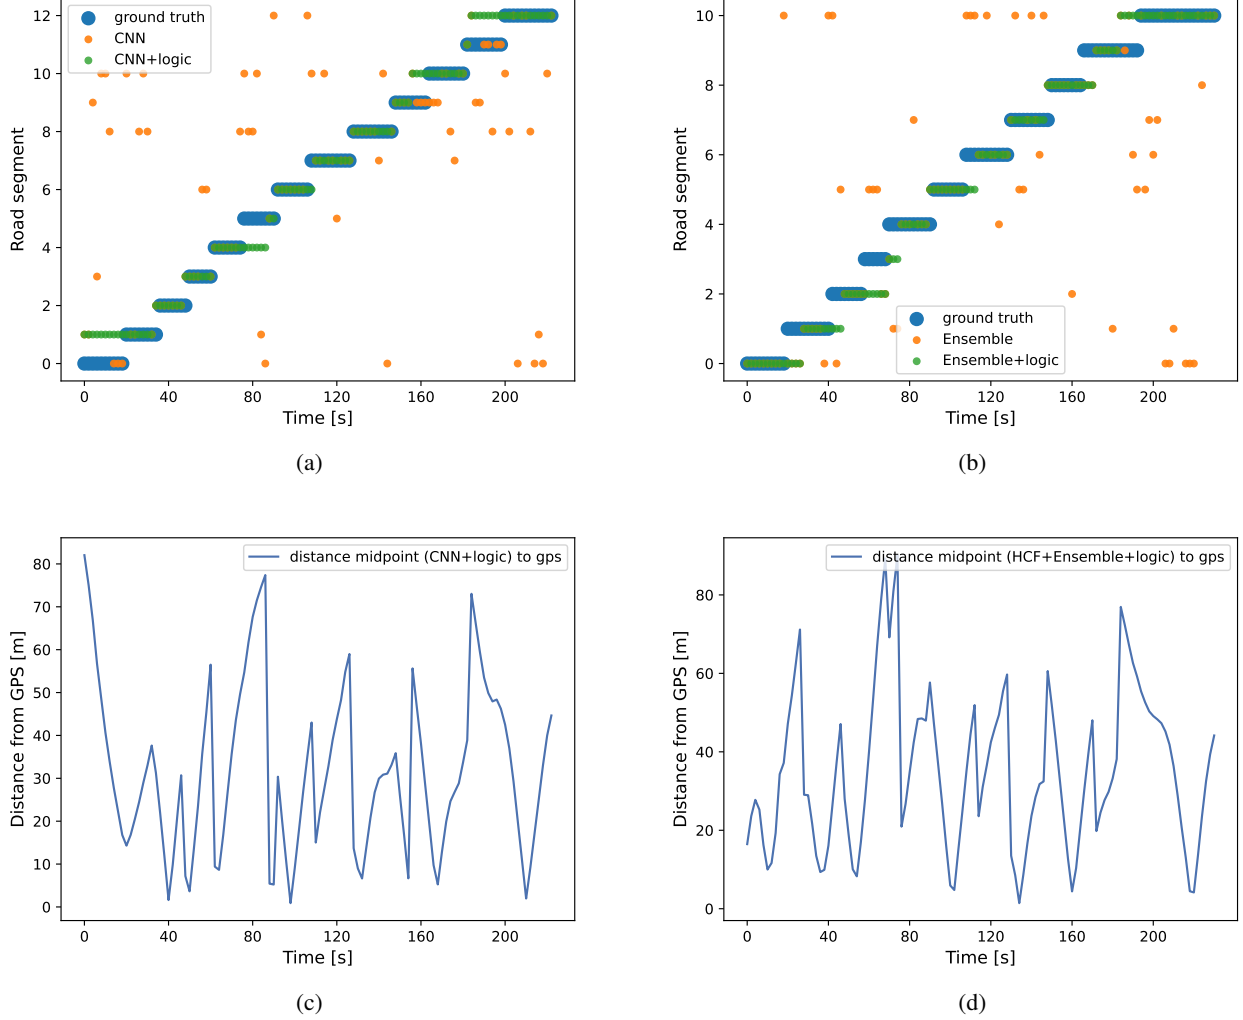 12
10
8
6
4
2
0
Road segment
ground truth
CNN
CNN+logic
0
40
80
120
160
200
Time [s]
(a)
10
8
6
4
2
0
Road segment
ground truth
Ensemble
Ensemble+logic
0
40
80
120
160
200
Time [s]
(b)
80
70
60
50
40
30
20
10
0
Distance from GPS [m]
distance midpoint (CNN+logic) to gps
0
40
80
120
160
200
Time [s]
(c)
80
60
40
20
0
Distance from GPS [m]
distance midpoint (HCF+Ensemble+logic) to gps
0
40
80
120
160
200
Time [s]
(d)